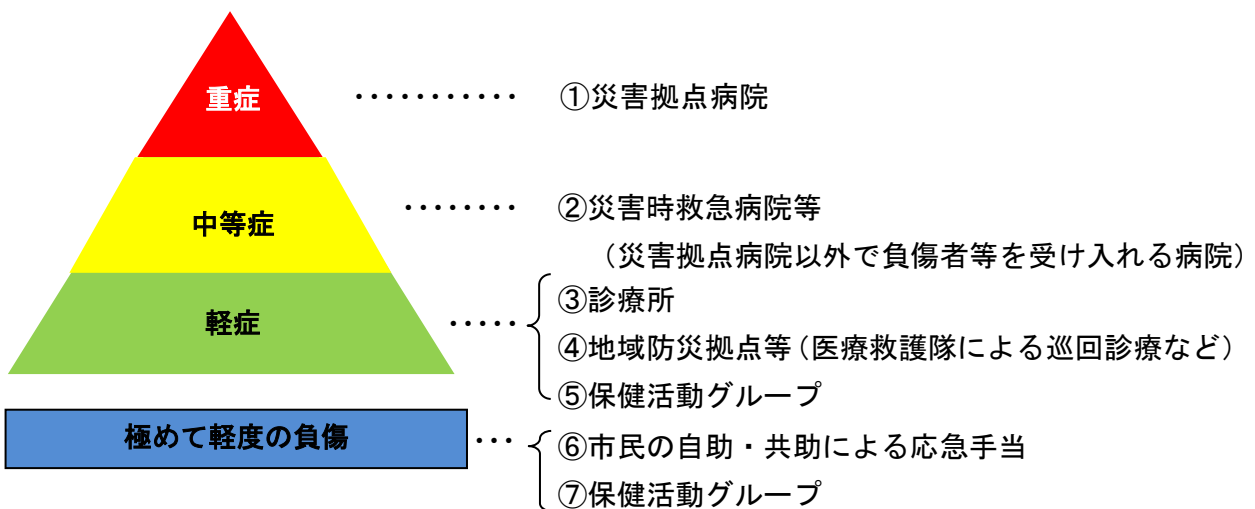 重症
・・・・・・・・・・・
①災害拠点病院
中等症
・・・・・・・・
②災害時救急病院等
（災害拠点病院以外で負傷者等を受け入れる病院）
軽症
・・・・・
③診療所
④地域防災拠点等（医療救護隊による巡回診療など）
⑤保健活動グループ
極めて軽度の負傷
・・・
⑥市民の自助・共助による応急手当
⑦保健活動グループ